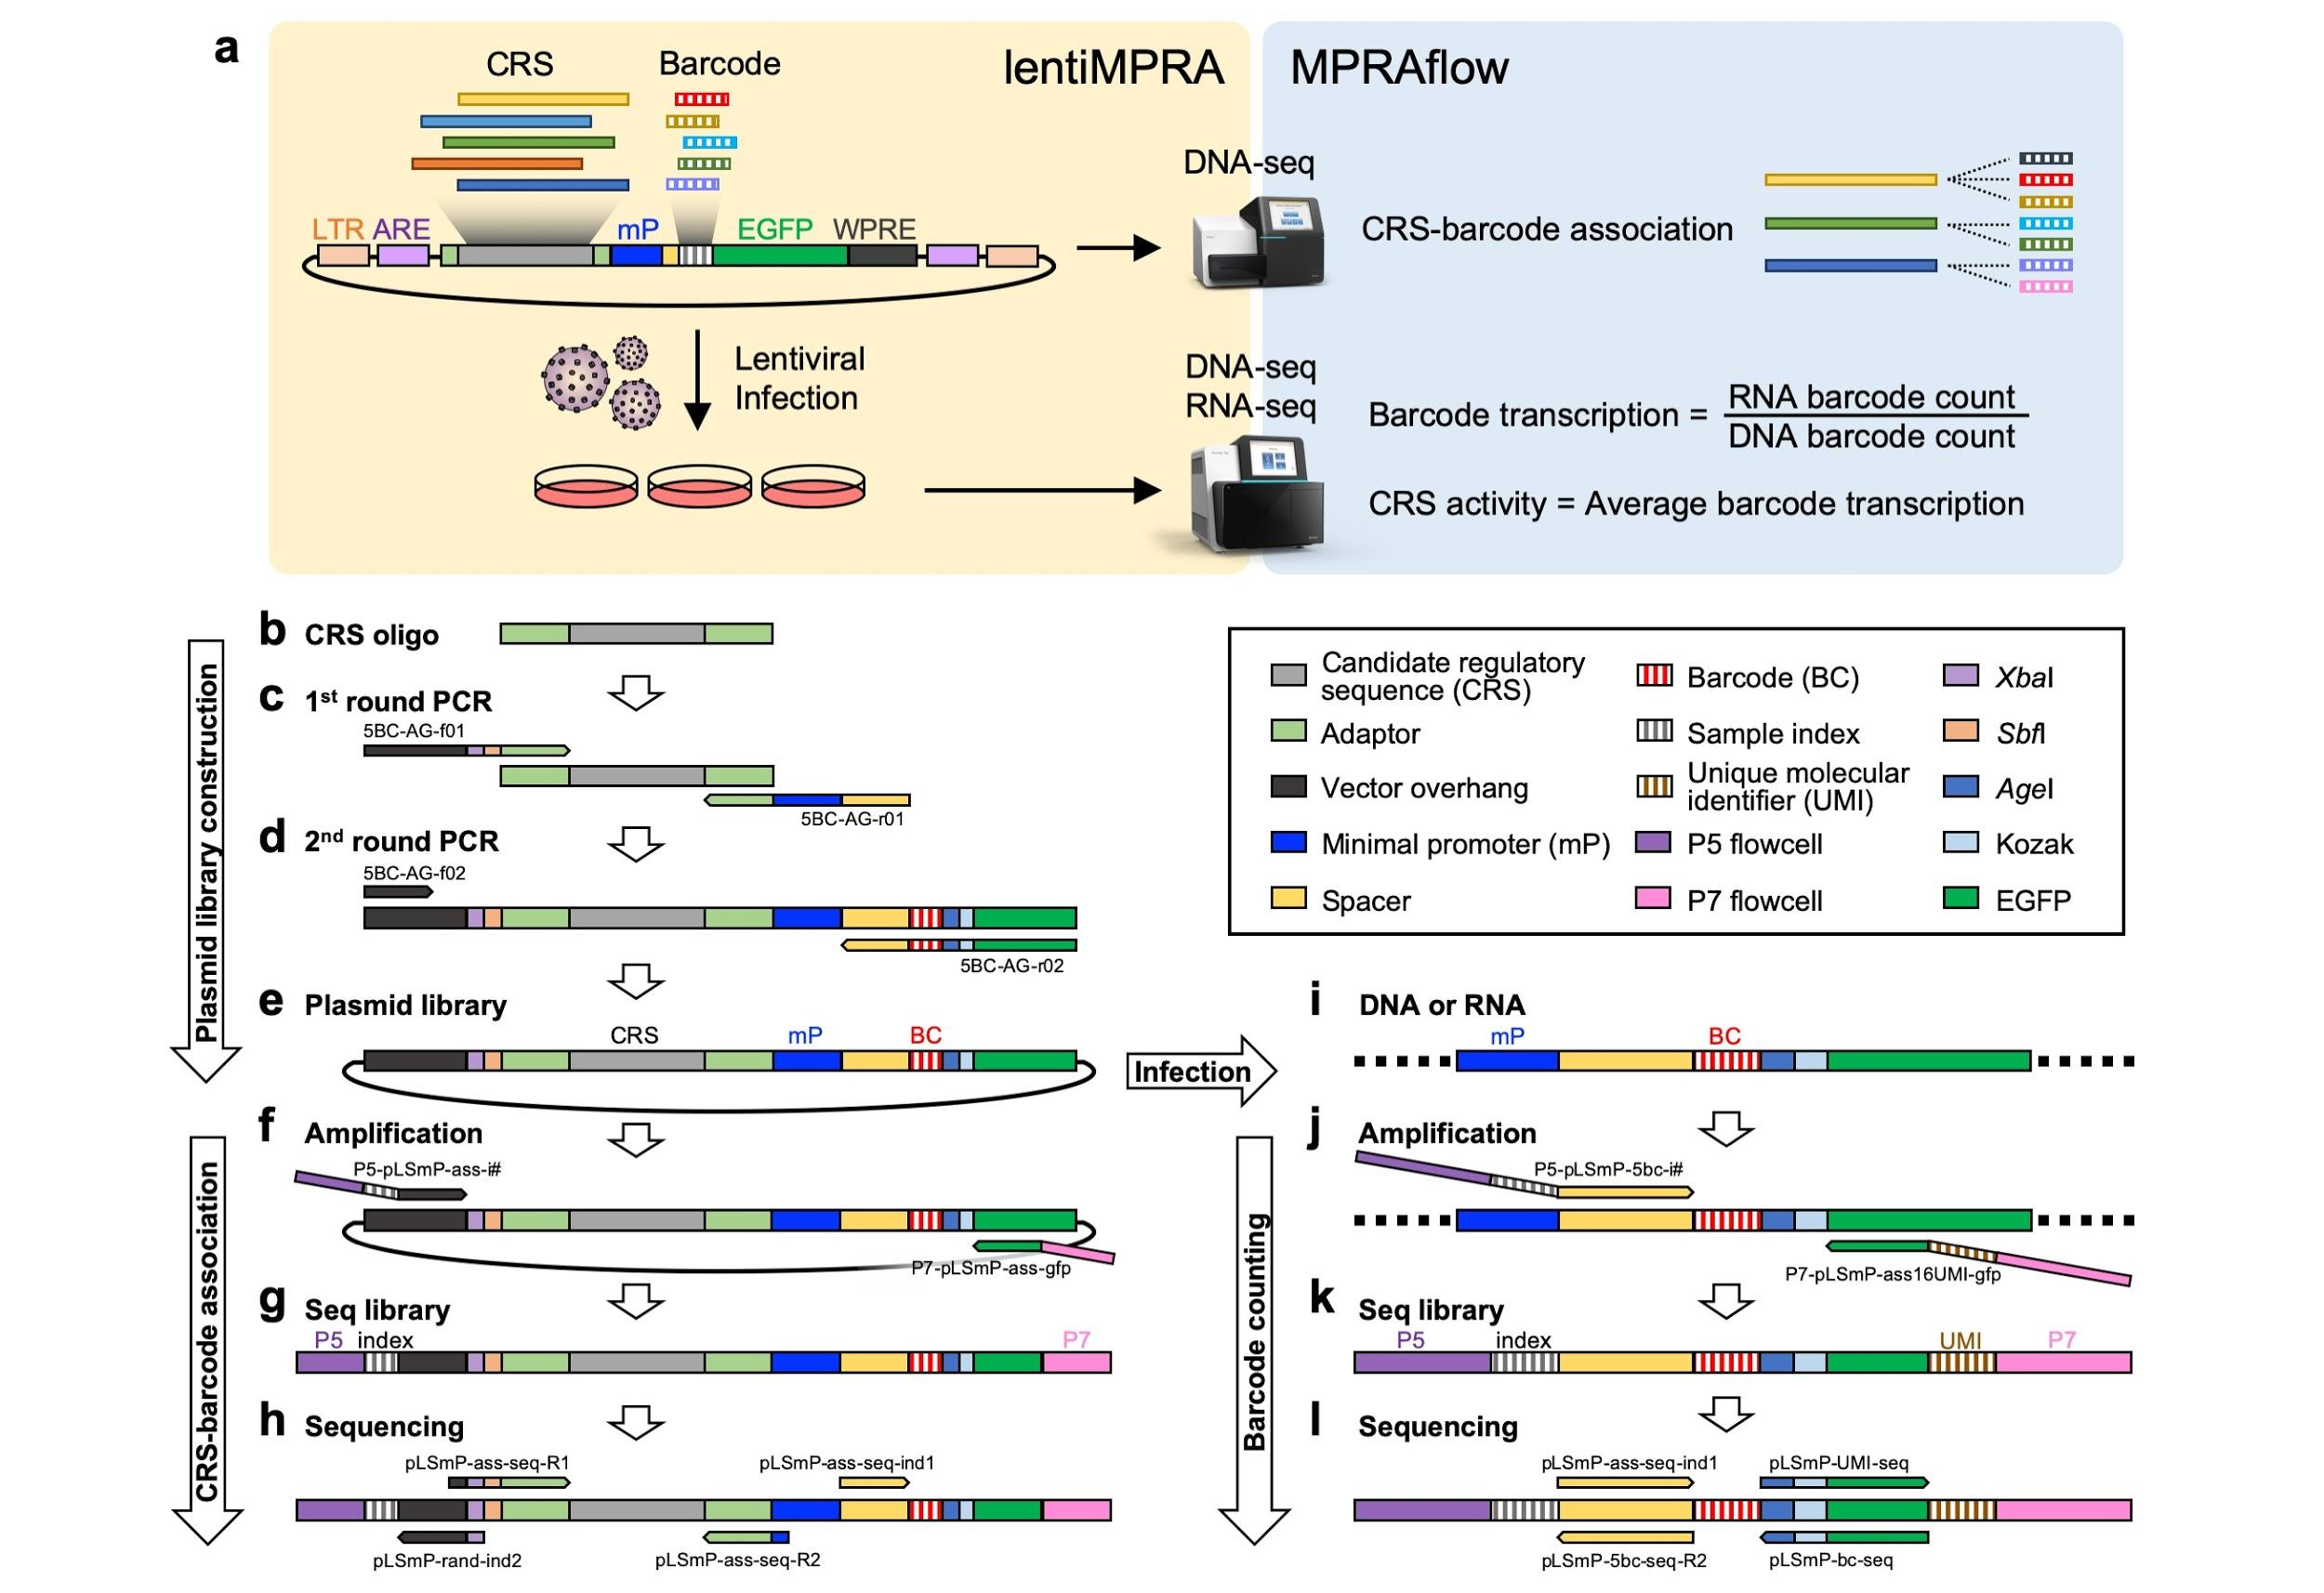 a
CRS
Barcode
lentiMPRA
MPRAflow
DNA-seq
LTR ARE
mP
EGFP
WPRE
CRS-barcode association
Lentiviral
Infection
DNA-seq
RNA-seq
Barcode transcription =
RNA barcode count
DNA barcode count
CRS activity = Average barcode transcription
Plasmid library construction
b CRS oligo
c 1st round PCR
5BC-AG-f01
5BC-AG-r01
d 2nd round PCR
5BC-AG-f02
5BC-AG-r02
Candidate regulatory
sequence (CRS)
Adaptor
Vector overhang
Minimal promoter (mP)
Spacer
Barcode (BC)
Sample index
Unique molecular
identifier (UMI)
P5 flowcell
P7 flowcell
XbaI
SbfI
AgeI
Kozak
EGFP
e Plasmid library
CRS
mP
BC
Infection
CRS-barcode association
f Amplification
P5-pLSmP-ass-i#
P7-pLSmP-ass-gfp
g Seq library
P5 index
P7
h Sequencing
pLSmP-ass-seq-R1
pLSmP-ass-seq-ind1
pLSmP-rand-ind2
pLSmP-ass-seq-R2
i DNA or RNA
mP
BC
Barcode counting
j Amplification
P5-pLSmP-5bc-i#
P7-pLSmP-ass16UMI-gfp
k Seq library
P5
index
UMI
P7
l Sequencing
pLSmP-ass-seq-ind1
pLSmP-UMI-seq
pLSmP-5bc-seq-R2
pLSmP-bc-seq